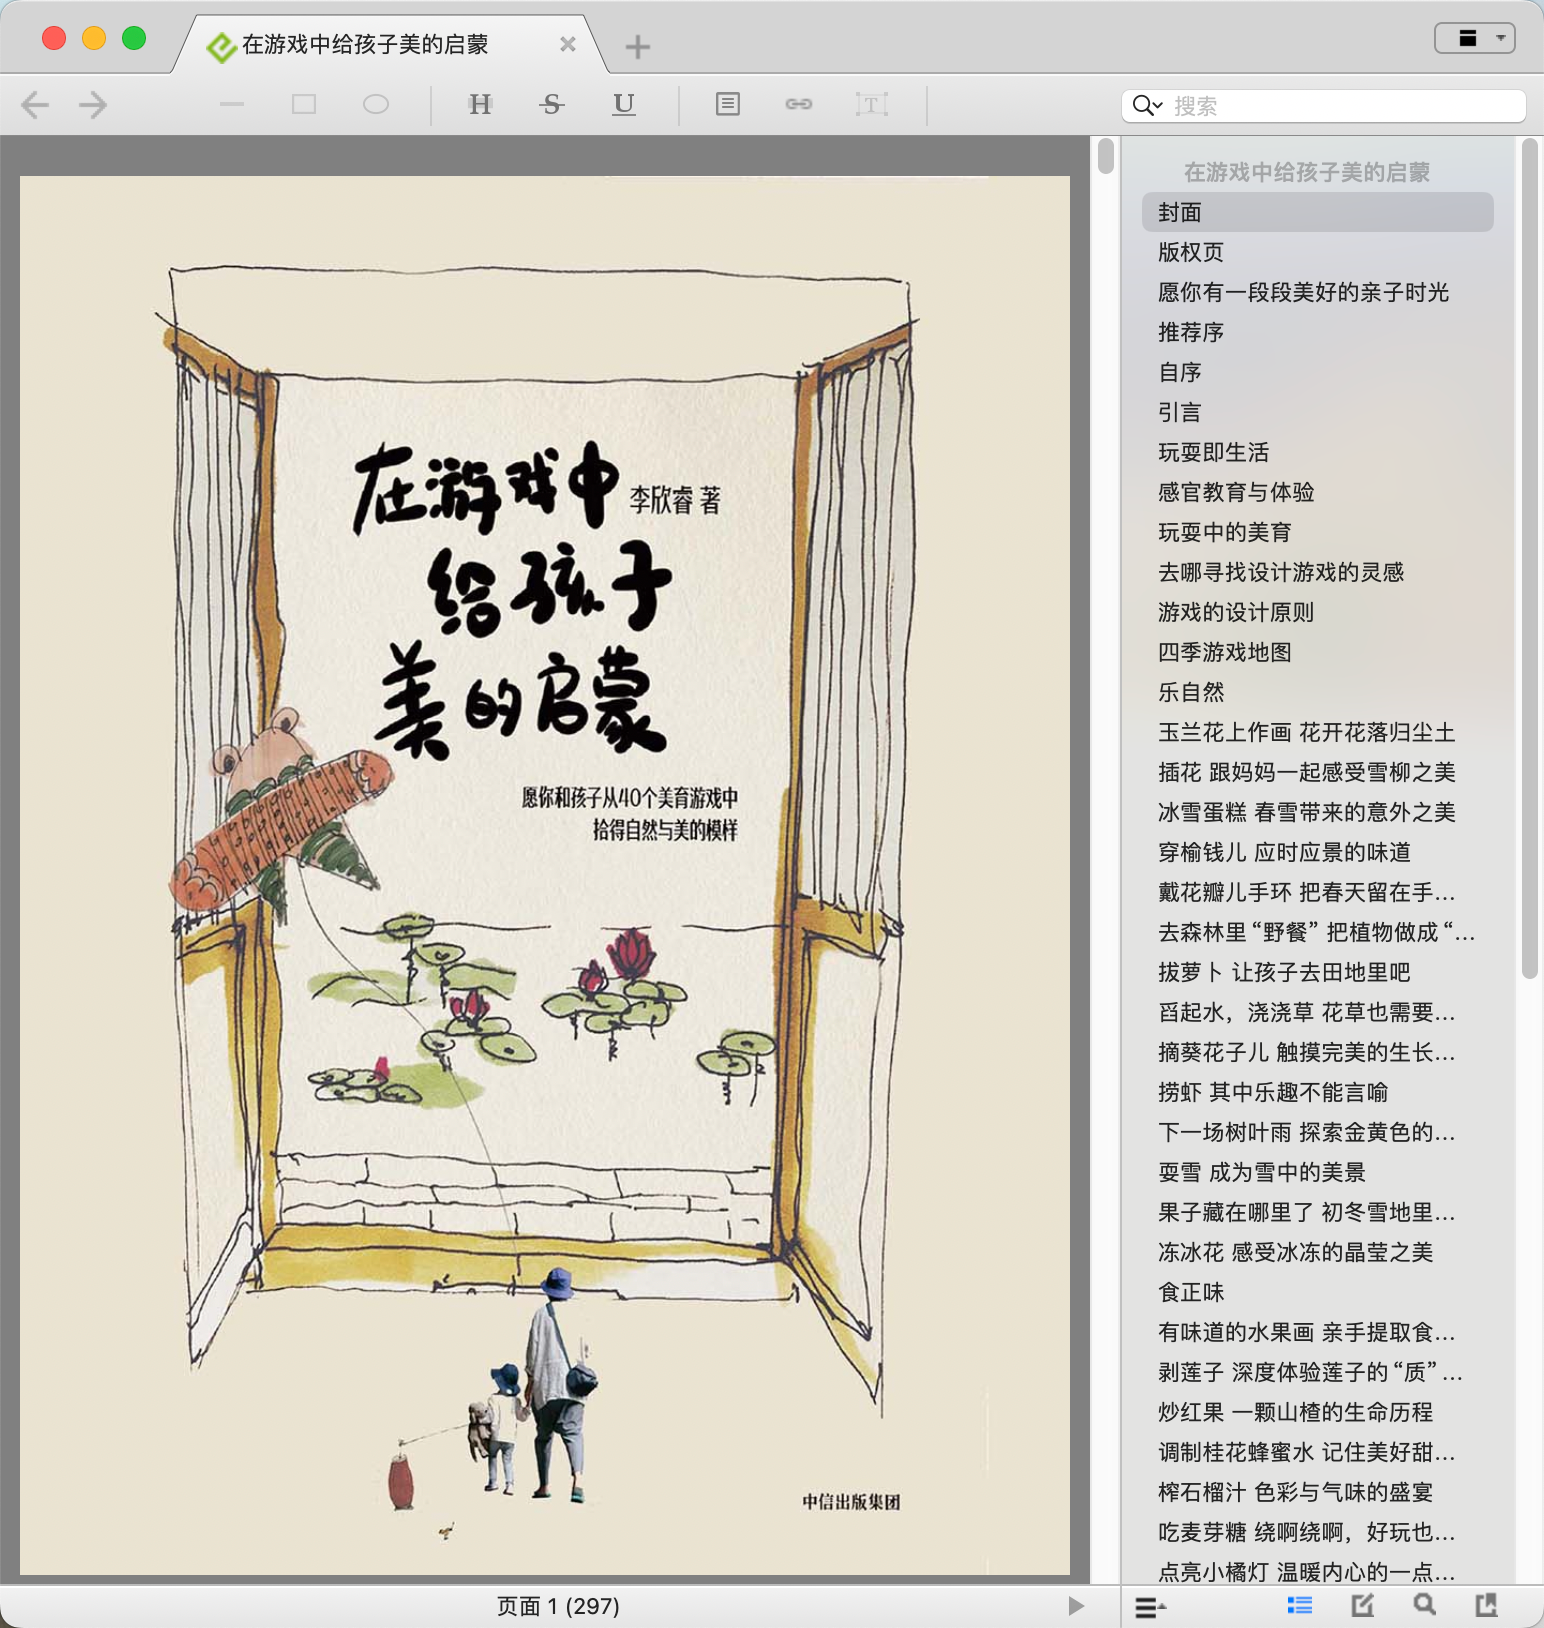 在游戏中给孩子美的启蒙
H S U T
搜索
在游戏中
李欣睿 著
给孩子
美的启蒙
愿你和孩子从40个美育游戏中
拾得自然与美的模样
中信出版集团
页面 1 (297)
在游戏中给孩子美的启蒙
封面
版权页
愿你有一段段美好的亲子时光
推荐序
自序
引言
玩耍即生活
感官教育与体验
玩耍中的美育
去哪寻找设计游戏的灵感
游戏的设计原则
四季游戏地图
乐自然
玉兰花上作画 花开花落归尘土
插花 跟妈妈一起感受雪柳之美
冰雪蛋糕 春雪带来的意外之美
穿榆钱儿 应时应景的味道
戴花瓣儿手环 把春天留在手…
去森林里“野餐” 把植物做成“…
拔萝卜 让孩子去田地里吧
舀起水，浇浇草 花草也需要…
摘葵花子儿 触摸完美的生长…
捞虾 其中乐趣不能言喻
下一场树叶雨 探索金黄色的…
耍雪 成为雪中的美景
果子藏在哪里了 初冬雪地里…
冻冰花 感受冰冻的晶莹之美
食正味
有味道的水果画 亲手提取食…
剥莲子 深度体验莲子的“质”…
炒红果 一颗山楂的生命历程
调制桂花蜂蜜水 记住美好甜…
榨石榴汁 色彩与气味的盛宴
吃麦芽糖 绕啊绕啊，好玩也…
点亮小橘灯 温暖内心的一点…